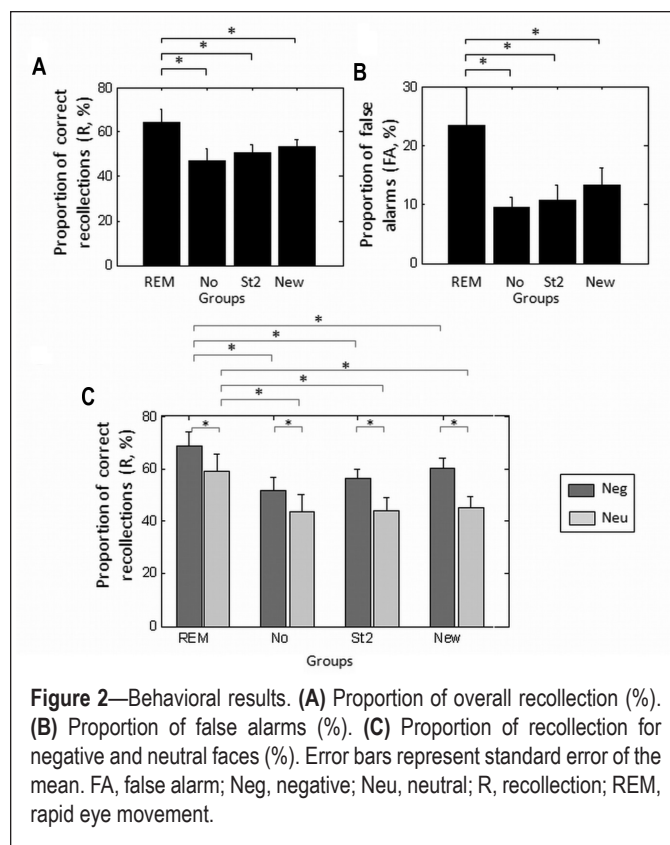 * * *
A
Proportion of correct
recollections (R, %)
80
60
40
20
0
REM No St2 New
Groups
* * *
B
Proportion of false
alarms (FA, %)
30
20
10
0
REM No St2 New
Groups
* * *
* * *
C
Proportion of correct
recollections (R, %)
80
60
40
20
0
* * * *
REM No St2 New
Groups
Neg
Neu
Figure 2—Behavioral results. (A) Proportion of overall recollection (%).
(B) Proportion of false alarms (%). (C) Proportion of recollection for
negative and neutral faces (%). Error bars represent standard error of the
mean. FA, false alarm; Neg, negative; Neu, neutral; R, recollection; REM,
rapid eye movement.